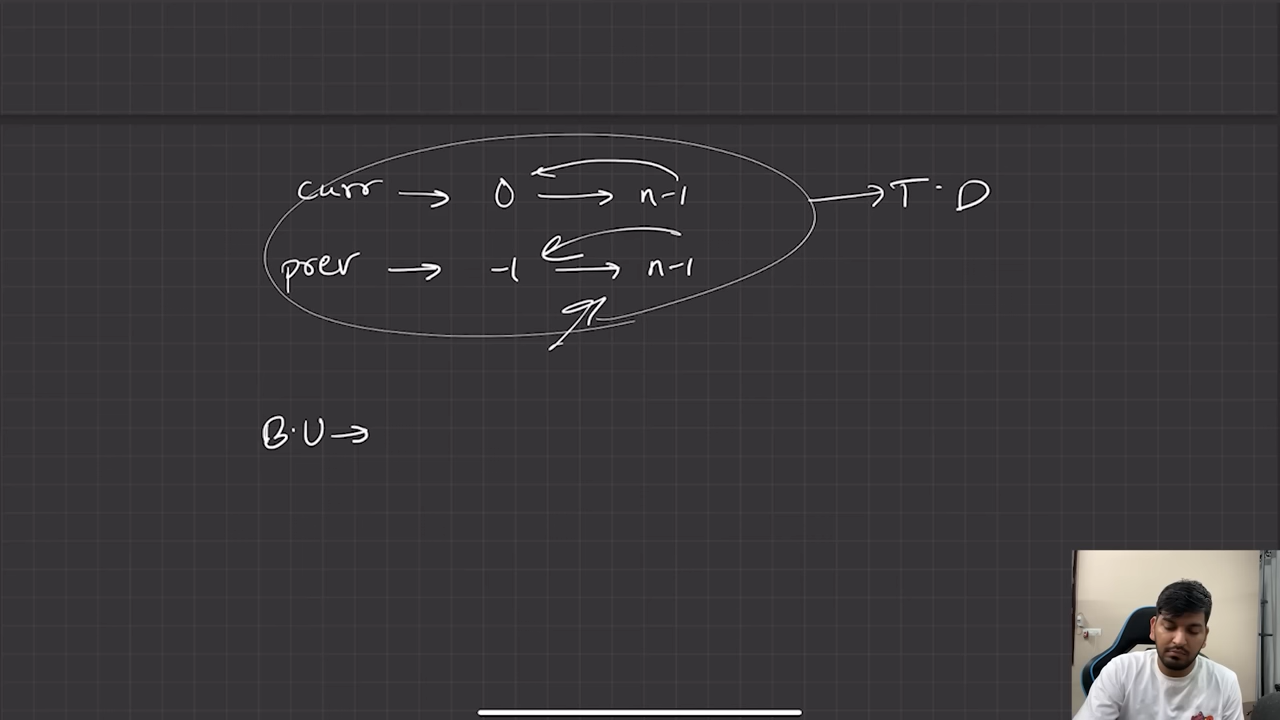 curr → 0 → n-1 → T.D
prev → -1 → n-1
B.U →